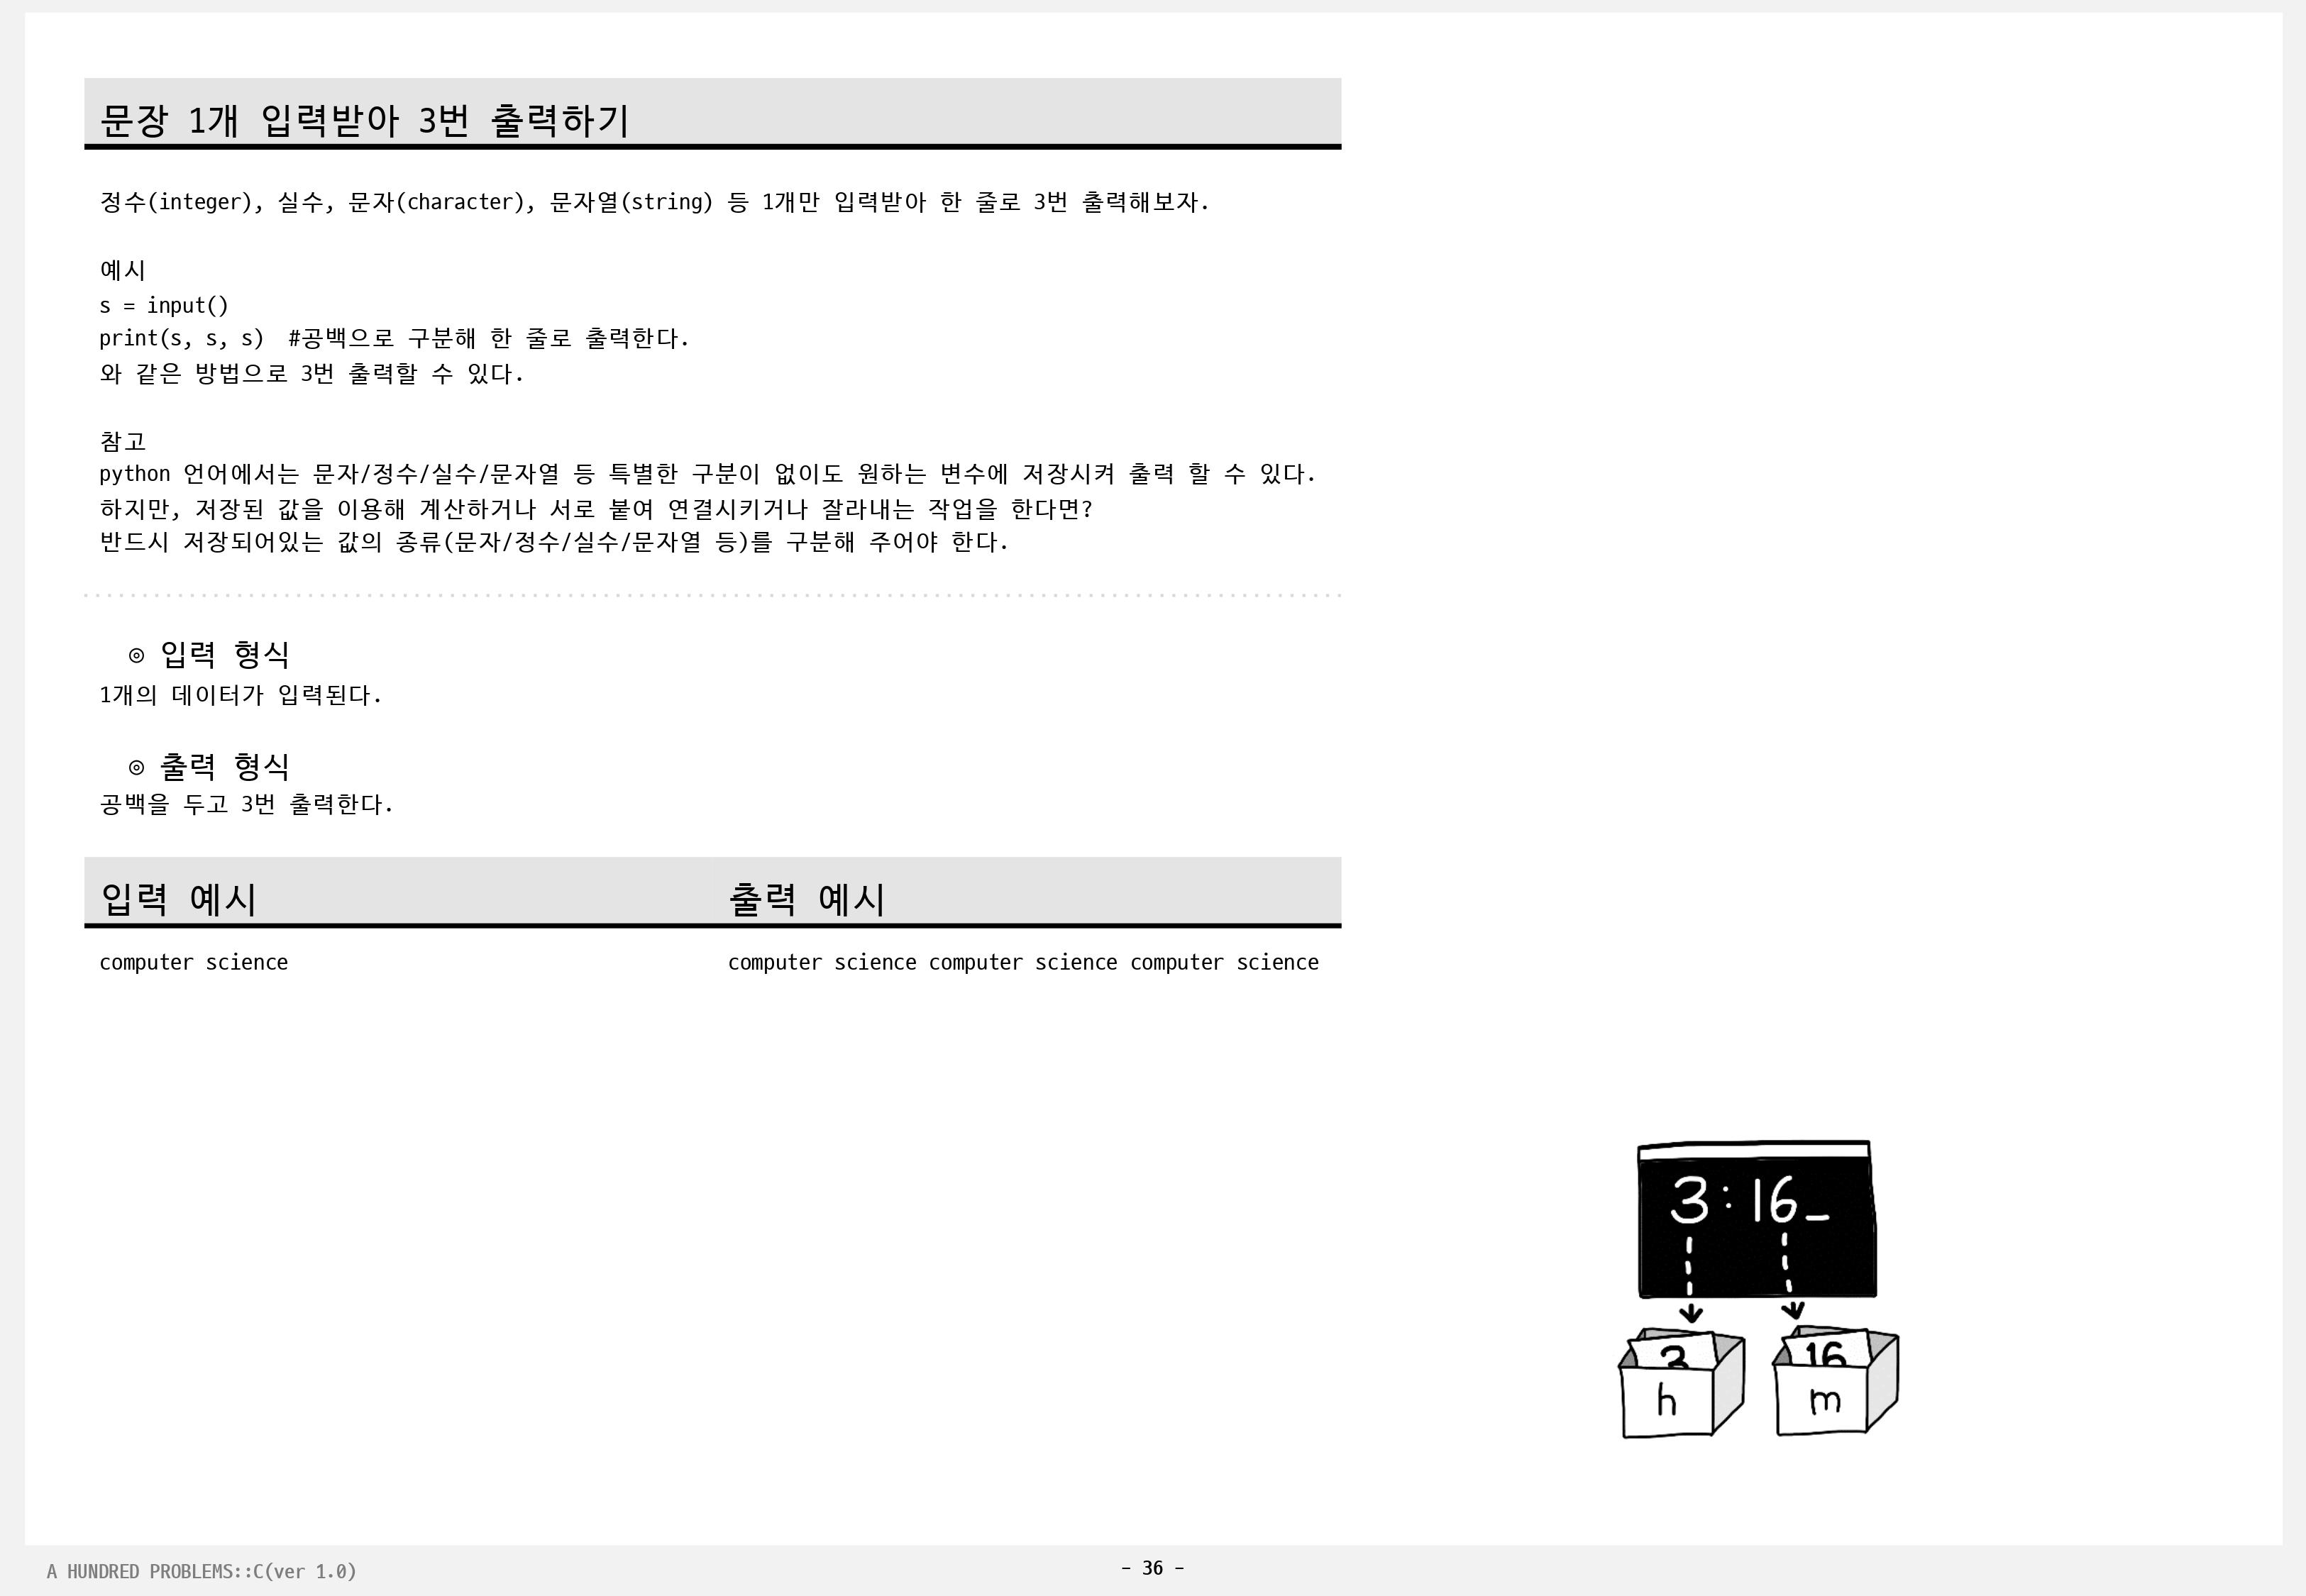 문장 1개 입력받아 3번 출력하기
정수(integer), 실수, 문자(character), 문자열(string) 등 1개만 입력받아 한 줄로 3번 출력해보자.
예시
s = input()
print(s, s, s)  #공백으로 구분해 한 줄로 출력한다.
와 같은 방법으로 3번 출력할 수 있다.
참고
python 언어에서는 문자/정수/실수/문자열 등 특별한 구분이 없이도 원하는 변수에 저장시켜 출력 할 수 있다.
하지만, 저장된 값을 이용해 계산하거나 서로 붙여 연결시키거나 잘라내는 작업을 한다면?
반드시 저장되어있는 값의 종류(문자/정수/실수/문자열 등)를 구분해 주어야 한다.
◎ 입력 형식
1개의 데이터가 입력된다.
◎ 출력 형식
공백을 두고 3번 출력한다.
입력 예시 출력 예시
computer science computer science computer science computer science
3:16_
3 16
h m
A HUNDRED PROBLEMS::C(ver 1.0) - 36 -